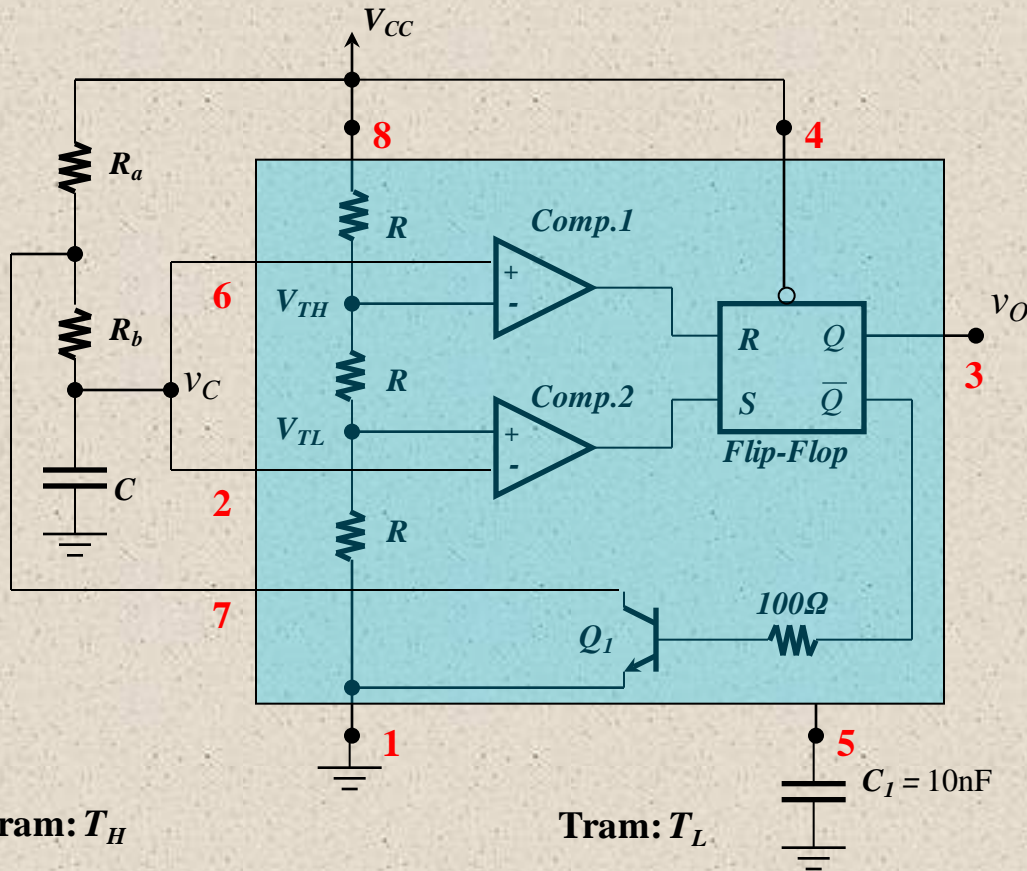 V_CC
8
4
R_a
R
Comp.1
+
-
6
V_TH
R Q
v_O
3
R_b
v_C
R
Comp.2
S Q̅
V_TL
+
-
Flip-Flop
C
2
R
7
100Ω
Q_1
1
5
C_1 = 10nF
ram: T_H
Tram: T_L